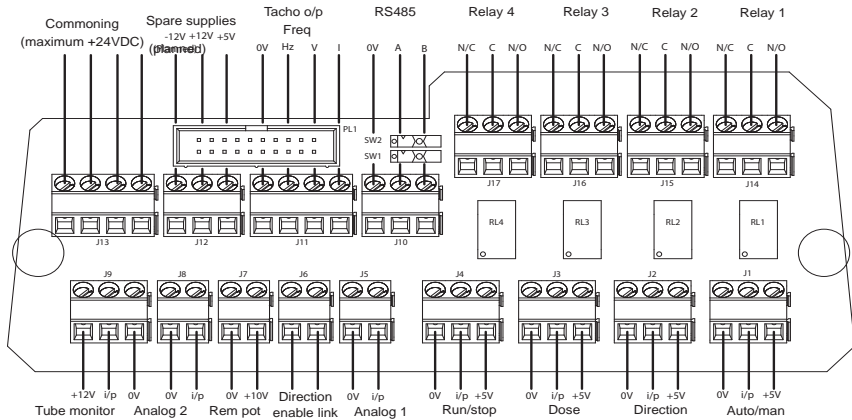 Commoning
(maximum +24VDC)
Spare supplies
(planned)
-12V +12V +5V
Tacho o/p
Freq
0V Hz V I
RS485
0V A B
Relay 4
N/C C N/O
Relay 3
N/C C N/O
Relay 2
N/C C N/O
Relay 1
N/C C N/O
PL1
SW2
SW1
J17 J16 J15 J14
RL4 RL3 RL2 RL1
J13 J12 J11 J10
J9 J8 J7 J6 J5 J4 J3 J2 J1
+12V i/p 0V
Tube monitor
0V i/p
Analog 2
0V +10V
Rem pot
Direction
enable link
0V i/p
Analog 1
0V i/p +5V
Run/stop
0V i/p +5V
Dose
0V i/p +5V
Direction
0V i/p +5V
Auto/man